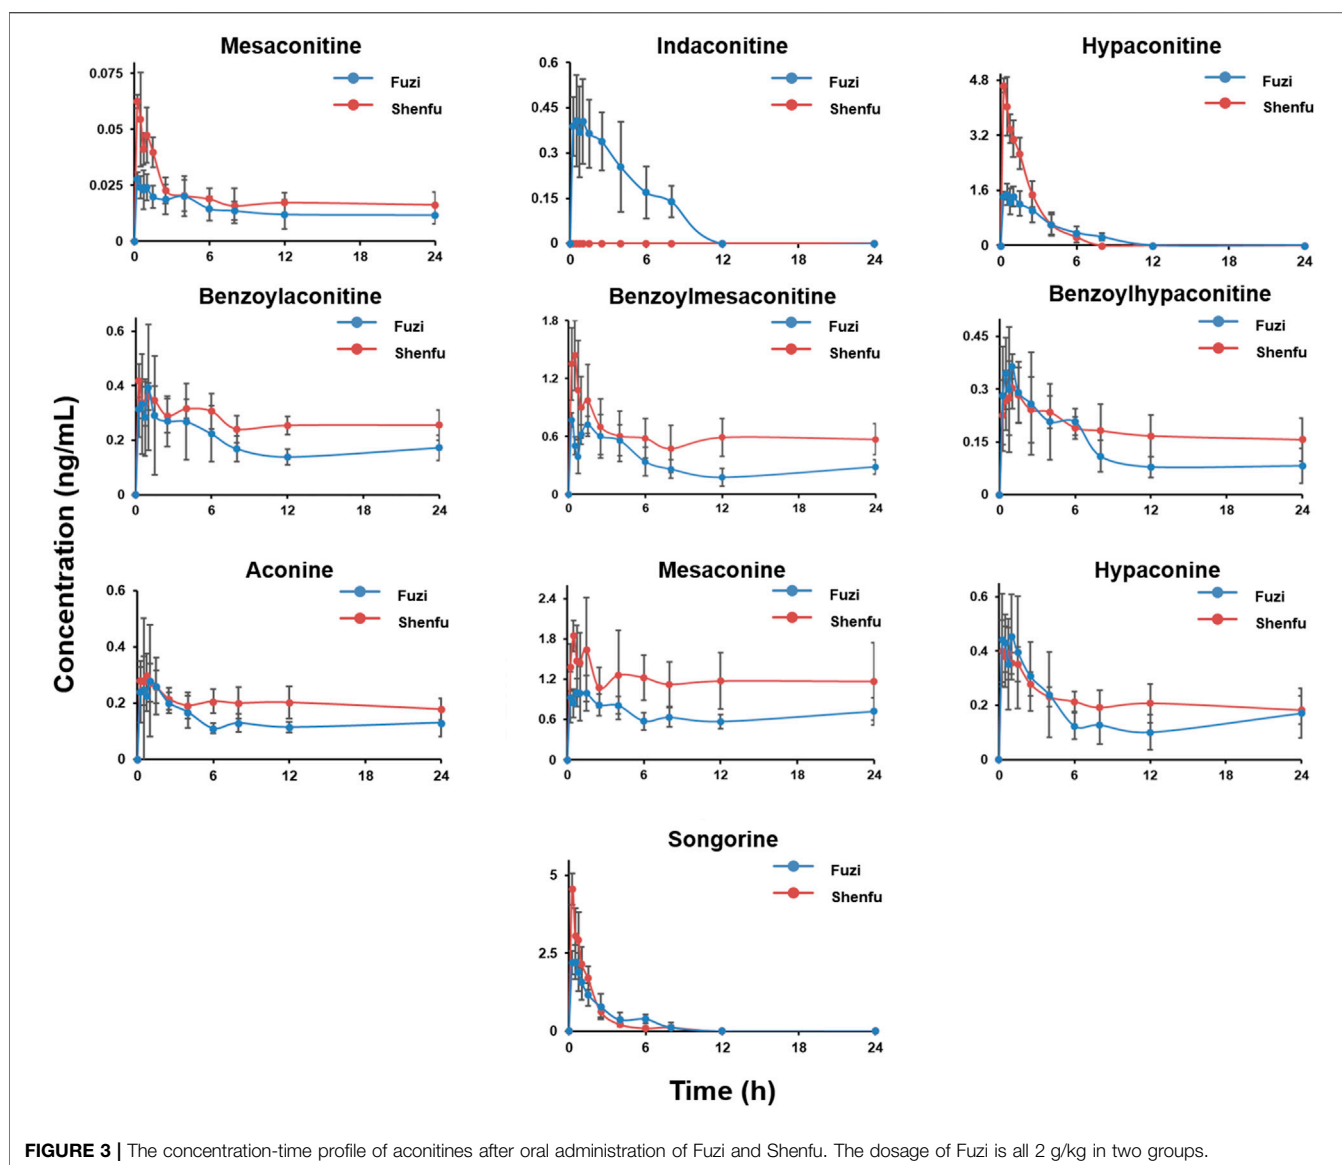 Mesaconitine
Indaconitine
Hypaconitine
0.075
0.05
0.025
0
0 6 12 18 24
Fuzi
Shenfu
0.6
0.45
0.3
0.15
0
0 6 12 18 24
Fuzi
Shenfu
4.8
3.2
1.6
0
0 6 12 18 24
Fuzi
Shenfu
Benzoylaconitine
Benzoylmesaconitine
Benzoylhypaconitine
0.6
0.4
0.2
0
0 6 12 18 24
Fuzi
Shenfu
1.8
1.2
0.6
0
0 6 12 18 24
Fuzi
Shenfu
0.45
0.3
0.15
0
0 6 12 18 24
Fuzi
Shenfu
Concentration (ng/mL)
Aconine
Mesaconine
Hypaconine
0.6
0.4
0.2
0
0 6 12 18 24
Fuzi
Shenfu
2.4
1.8
1.2
0.6
0
0 6 12 18 24
Fuzi
Shenfu
0.6
0.4
0.2
0
0 6 12 18 24
Fuzi
Shenfu
Songorine
5
2.5
0
0 6 12 18 24
Fuzi
Shenfu
Time (h)
FIGURE 3 | The concentration-time profile of aconitines after oral administration of Fuzi and Shenfu. The dosage of Fuzi is all 2 g/kg in two groups.